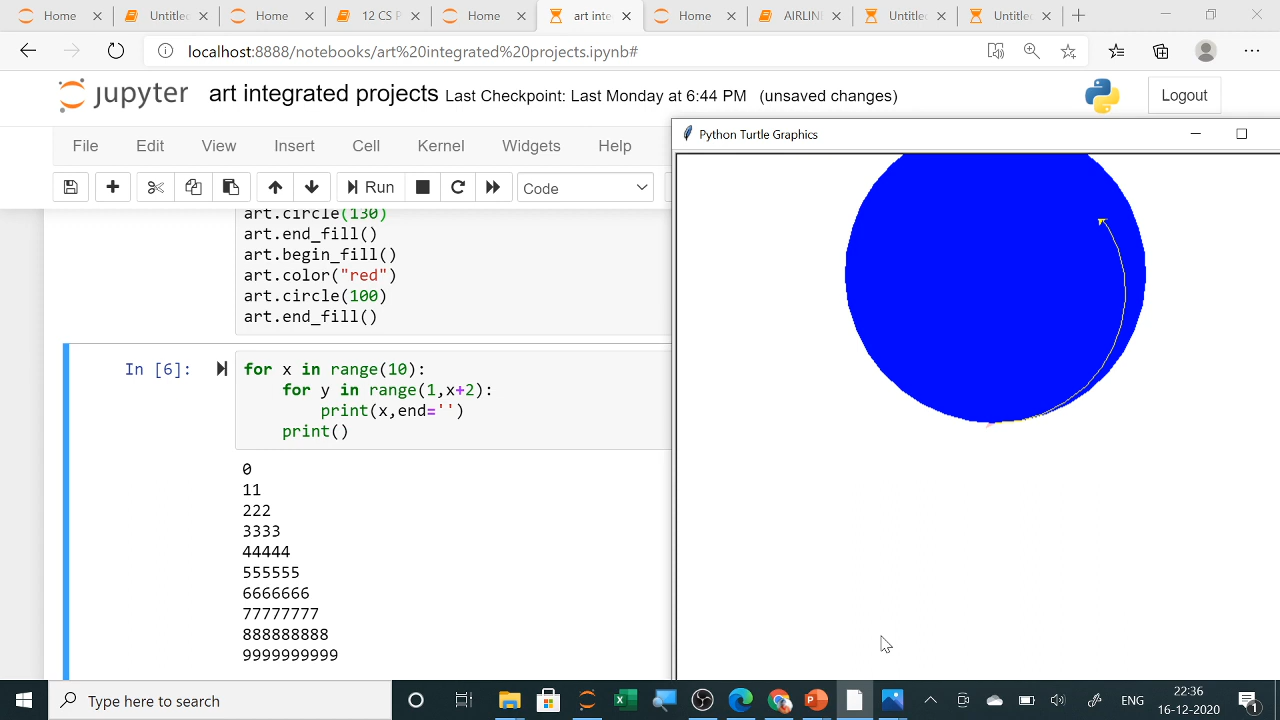 Home
Untitle
Home
12 CS P
Home
art inte
Home
AIRLIN
Untitle
Untitle
localhost:8888/notebooks/art%20integrated%20projects.ipynb#
jupyter art integrated projects Last Checkpoint: Last Monday at 6:44 PM (unsaved changes)
Logout
File Edit View Insert Cell Kernel Widgets Help
Run
Code
Python Turtle Graphics
art.circle(130)
art.end_fill()
art.begin_fill()
art.color("red")
art.circle(100)
art.end_fill()
In [6]:
for x in range(10):
    for y in range(1,x+2):
        print(x,end='')
    print()
0
11
222
3333
44444
555555
6666666
77777777
888888888
9999999999
Type here to search
ENG
22:36
16-12-2020
1